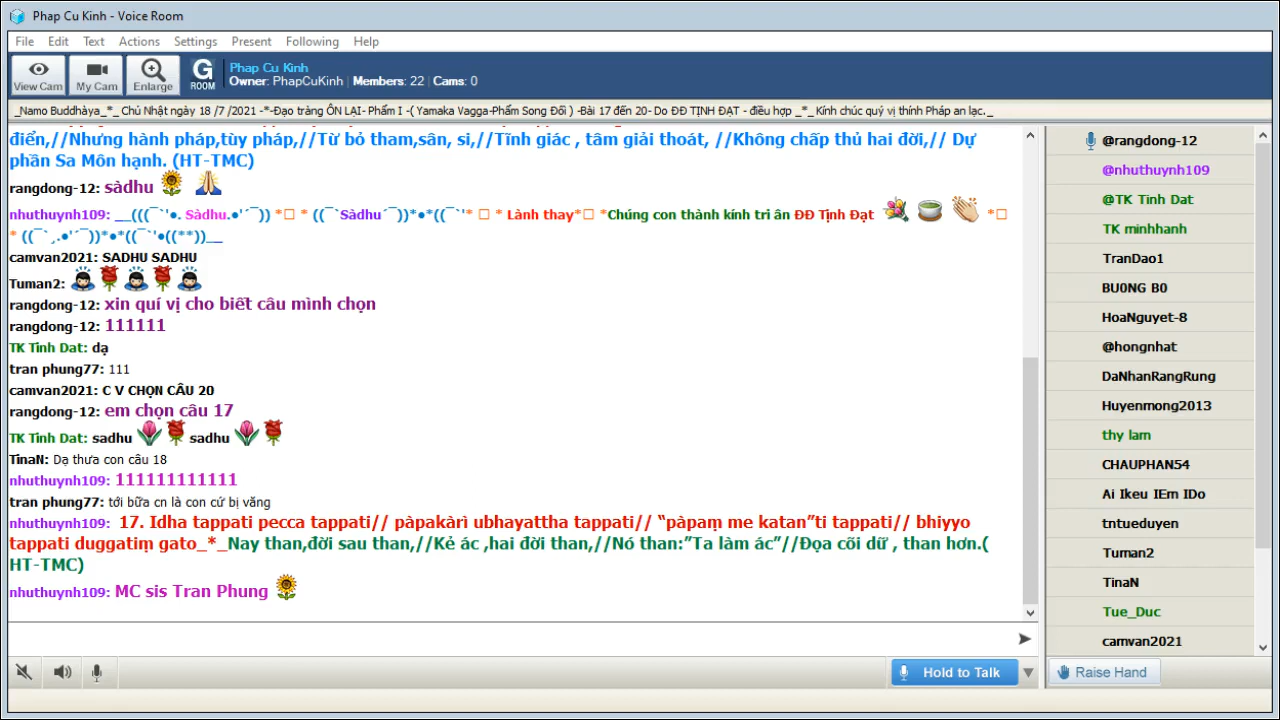 Phap Cu Kinh - Voice Room
File Edit Text Actions Settings Present Following Help
View Cam My Cam Enlarge G ROOM
Phap Cu Kinh
Owner: PhapCuKinh | Members: 22 | Cams: 0
_Namo Buddhàya_*_ Chủ Nhật ngày 18 /7 /2021 -*-Đạo tràng ÔN LẠI- Phẩm I -( Yamaka Vagga-Phẩm Song Đối ) -Bài 17 đến 20- Do ĐĐ TỊNH ĐẠT - điều hợp _*_ Kính chúc quý vị thính Pháp an lạc._
điển,//Nhưng hành pháp,tùy pháp,//Từ bỏ tham,sân, si,//Tĩnh giác , tâm giải thoát, //Không chấp thủ hai đời,// Dự
phần Sa Môn hạnh. (HT-TMC)
rangdong-12: sàdhu 🌻 🙏
nhuthuynh109: __(((¯`'•. Sàdhu.•'´¯)) *□ * ((¯`Sàdhu´¯))*•*((¯`'* □ * Lành thay*□ *Chúng con thành kính tri ân ĐĐ Tịnh Đạt 💐 🍵 👏 *□
* ((¯`¸.•'´¯))*•*((¯`'•((**))__
camvan2021: SADHU SADHU
Tuman2: 🙇🌹🙇🌹🙇
rangdong-12: xin quí vị cho biết câu mình chọn
rangdong-12: 111111
TK Tinh Dat: dạ
tran phung77: 111
camvan2021: C V CHỌN CÂU 20
rangdong-12: em chọn câu 17
TK Tinh Dat: sadhu 🌷🌹 sadhu 🌷🌹
TinaN: Dạ thưa con câu 18
nhuthuynh109: 111111111111
tran phung77: tới bữa cn là con cứ bị văng
nhuthuynh109: 17. Idha tappati pecca tappati// pàpakàrì ubhayattha tappati// “pàpaṃ me katan”ti tappati// bhiyyo
tappati duggatiṃ gato_*_Nay than,đời sau than,//Kẻ ác ,hai đời than,//Nó than:”Ta làm ác”//Đọa cõi dữ , than hơn.(
HT-TMC)
nhuthuynh109: MC sis Tran Phung 🌻
@rangdong-12
@nhuthuynh109
@TK Tinh Dat
TK minhhanh
TranDao1
BU0NG B0
HoaNguyet-8
@hongnhat
DaNhanRangRung
Huyenmong2013
thy lam
CHAUPHAN54
Ai Ikeu IEm IDo
tntueduyen
Tuman2
TinaN
Tue_Duc
camvan2021
Hold to Talk
Raise Hand